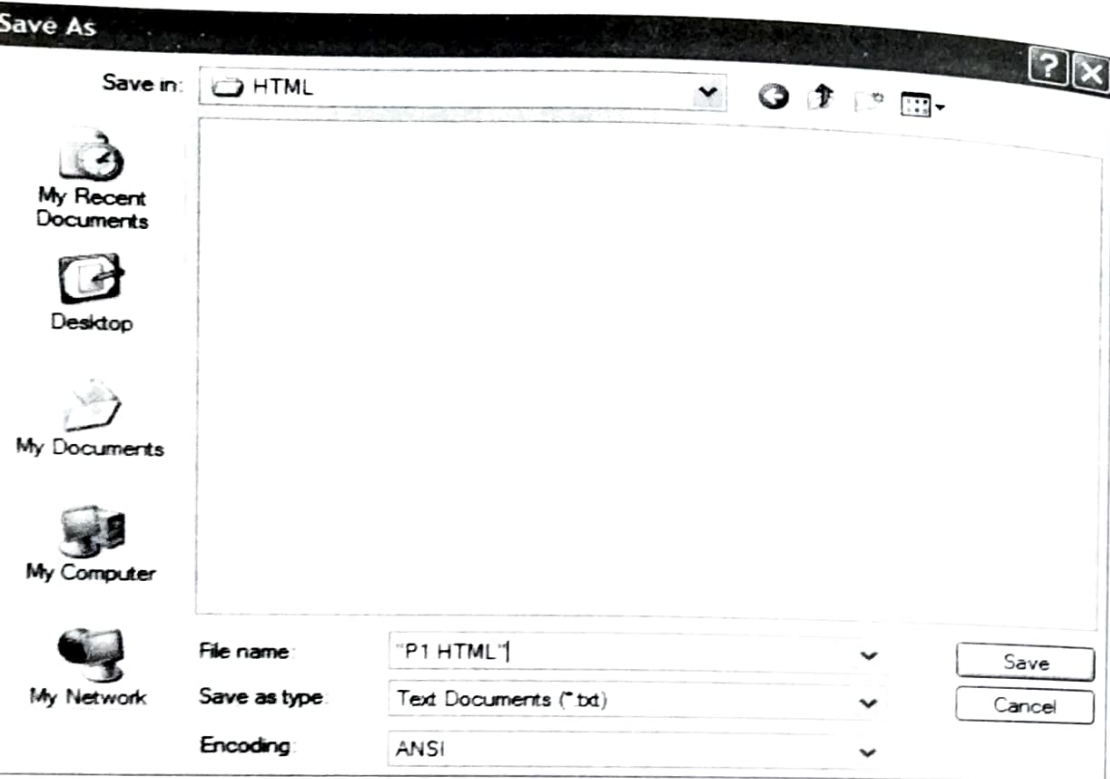 Save As
Save in: HTML
My Recent
Documents
Desktop
My Documents
My Computer
My Network
File name: "P1 HTML"
Save as type: Text Documents (*.txt)
Encoding: ANSI
Save
Cancel